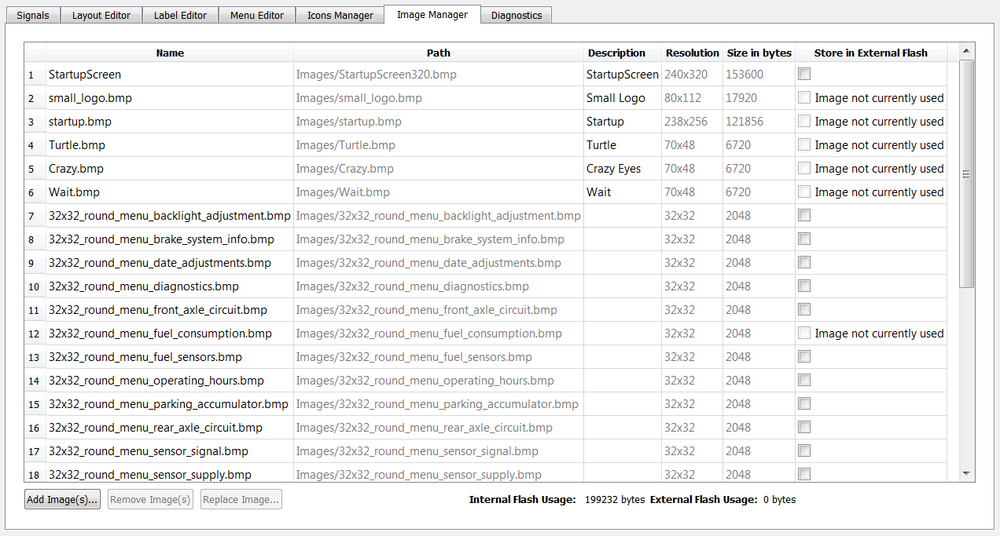 Signals Layout Editor Label Editor Menu Editor Icons Manager Image Manager Diagnostics
Name Path Description Resolution Size in bytes Store in External Flash
1 StartupScreen Images/StartupScreen320.bmp StartupScreen 240x320 153600
2 small_logo.bmp Images/small_logo.bmp Small Logo 80x112 17920 Image not currently used
3 startup.bmp Images/startup.bmp Startup 238x256 121856 Image not currently used
4 Turtle.bmp Images/Turtle.bmp Turtle 70x48 6720 Image not currently used
5 Crazy.bmp Images/Crazy.bmp Crazy Eyes 70x48 6720 Image not currently used
6 Wait.bmp Images/Wait.bmp Wait 70x48 6720 Image not currently used
7 32x32_round_menu_backlight_adjustment.bmp Images/32x32_round_menu_backlight_adjustment.bmp 32x32 2048
8 32x32_round_menu_brake_system_info.bmp Images/32x32_round_menu_brake_system_info.bmp 32x32 2048
9 32x32_round_menu_date_adjustments.bmp Images/32x32_round_menu_date_adjustments.bmp 32x32 2048
10 32x32_round_menu_diagnostics.bmp Images/32x32_round_menu_diagnostics.bmp 32x32 2048
11 32x32_round_menu_front_axle_circuit.bmp Images/32x32_round_menu_front_axle_circuit.bmp 32x32 2048
12 32x32_round_menu_fuel_consumption.bmp Images/32x32_round_menu_fuel_consumption.bmp 32x32 2048 Image not currently used
13 32x32_round_menu_fuel_sensors.bmp Images/32x32_round_menu_fuel_sensors.bmp 32x32 2048
14 32x32_round_menu_operating_hours.bmp Images/32x32_round_menu_operating_hours.bmp 32x32 2048
15 32x32_round_menu_parking_accumulator.bmp Images/32x32_round_menu_parking_accumulator.bmp 32x32 2048
16 32x32_round_menu_rear_axle_circuit.bmp Images/32x32_round_menu_rear_axle_circuit.bmp 32x32 2048
17 32x32_round_menu_sensor_signal.bmp Images/32x32_round_menu_sensor_signal.bmp 32x32 2048
18 32x32_round_menu_sensor_supply.bmp Images/32x32_round_menu_sensor_supply.bmp 32x32 2048
Add Image(s)... Remove Image(s) Replace Image... Internal Flash Usage: 199232 bytes External Flash Usage: 0 bytes